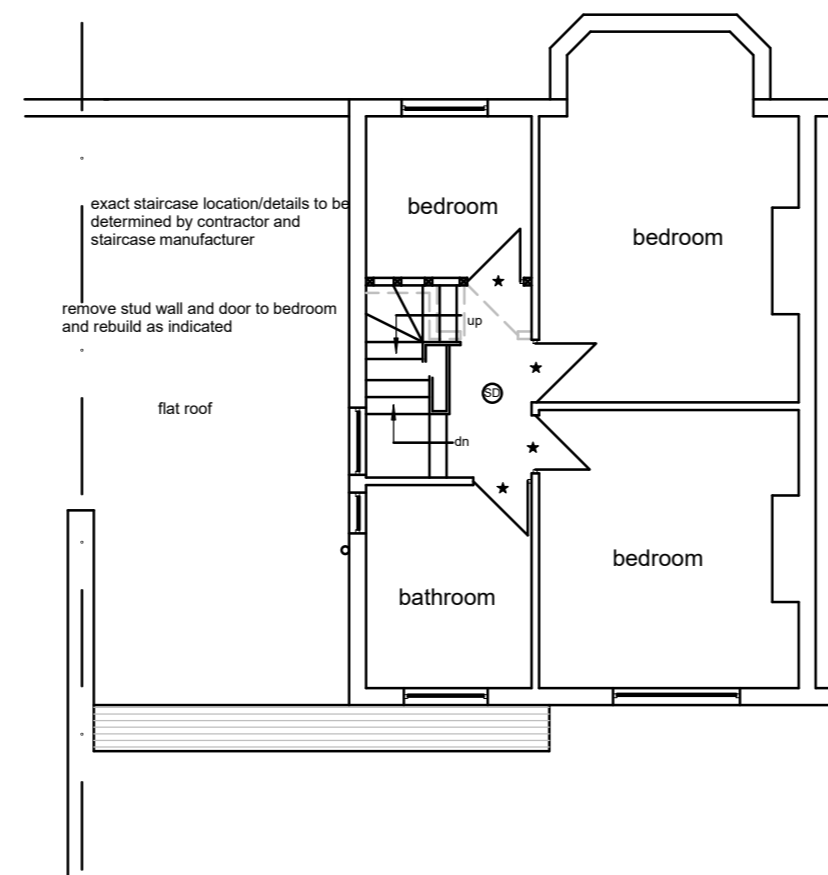 exact staircase location/details to be
determined by contractor and
staircase manufacturer
bedroom
bedroom
remove stud wall and door to bedroom
and rebuild as indicated
up
SD
flat roof
dn
bedroom
bathroom